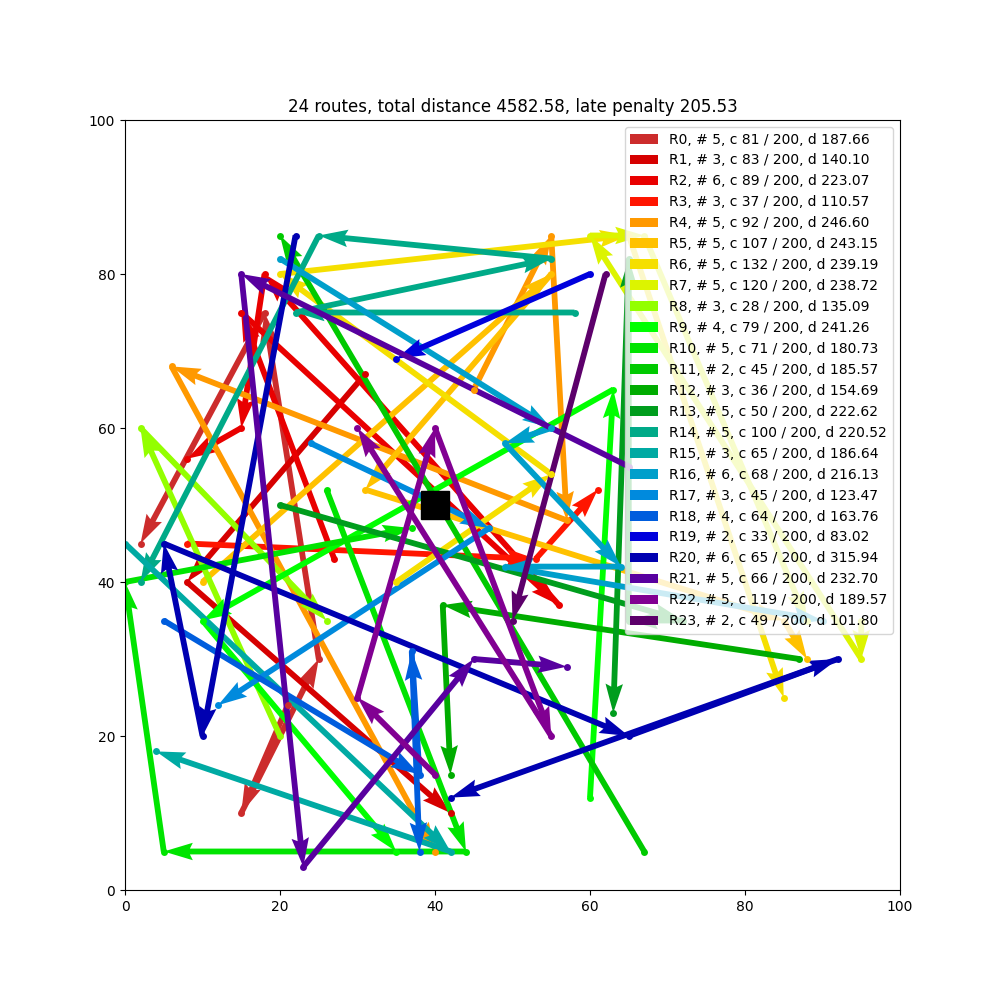 24 routes, total distance 4582.58, late penalty 205.53
100
80
60
40
20
0
0 20 40 60 80 100
R0, # 5, c 81 / 200, d 187.66
R1, # 3, c 83 / 200, d 140.10
R2, # 6, c 89 / 200, d 223.07
R3, # 3, c 37 / 200, d 110.57
R4, # 5, c 92 / 200, d 246.60
R5, # 5, c 107 / 200, d 243.15
R6, # 5, c 132 / 200, d 239.19
R7, # 5, c 120 / 200, d 238.72
R8, # 3, c 28 / 200, d 135.09
R9, # 4, c 79 / 200, d 241.26
R10, # 5, c 71 / 200, d 180.73
R11, # 2, c 45 / 200, d 185.57
R12, # 3, c 36 / 200, d 154.69
R13, # 5, c 50 / 200, d 222.62
R14, # 5, c 100 / 200, d 220.52
R15, # 3, c 65 / 200, d 186.64
R16, # 6, c 68 / 200, d 216.13
R17, # 3, c 45 / 200, d 123.47
R18, # 4, c 64 / 200, d 163.76
R19, # 2, c 33 / 200, d 83.02
R20, # 6, c 65 / 200, d 315.94
R21, # 5, c 66 / 200, d 232.70
R22, # 5, c 119 / 200, d 189.57
R23, # 2, c 49 / 200, d 101.80